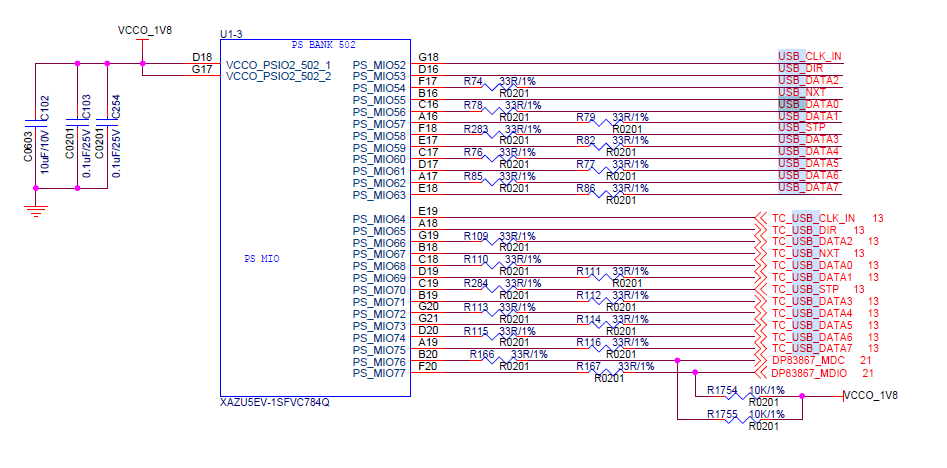 VCCO_1V8
U1-3
PS BANK 502
D18 VCCO_PSIO2_502_1
G17 VCCO_PSIO2_502_2
C102 10uF/10V C0603
C103 0.1uF/25V C0201
C254 0.1uF/25V C0201
PS MIO
PS_MIO52 G18 USB_CLK_IN
PS_MIO53 D16 USB_DIR
PS_MIO54 F17 R74 33R/1% R0201 USB_DATA2
PS_MIO55 B16 USB_NXT
PS_MIO56 C16 R78 33R/1% R0201 USB_DATA0
PS_MIO57 A16 R79 33R/1% R0201 USB_DATA1
PS_MIO58 F18 R283 33R/1% R0201 USB_STP
PS_MIO59 E17 R82 33R/1% R0201 USB_DATA3
PS_MIO60 C17 R76 33R/1% R0201 USB_DATA4
PS_MIO61 D17 R77 33R/1% R0201 USB_DATA5
PS_MIO62 A17 R85 33R/1% R0201 USB_DATA6
PS_MIO63 E18 R86 33R/1% R0201 USB_DATA7
PS_MIO64 E19 TC_USB_CLK_IN 13
PS_MIO65 A18 TC_USB_DIR 13
PS_MIO66 G19 R109 33R/1% R0201 TC_USB_DATA2 13
PS_MIO67 B18 TC_USB_NXT 13
PS_MIO68 C18 R110 33R/1% R0201 TC_USB_DATA0 13
PS_MIO69 D19 R111 33R/1% R0201 TC_USB_DATA1 13
PS_MIO70 C19 R284 33R/1% R0201 TC_USB_STP 13
PS_MIO71 B19 R112 33R/1% R0201 TC_USB_DATA3 13
PS_MIO72 G20 R113 33R/1% R0201 TC_USB_DATA4 13
PS_MIO73 G21 R114 33R/1% R0201 TC_USB_DATA5 13
PS_MIO74 D20 R115 33R/1% R0201 TC_USB_DATA6 13
PS_MIO75 A19 R116 33R/1% R0201 TC_USB_DATA7 13
PS_MIO76 B20 R166 33R/1% R0201 DP83867_MDC 21
PS_MIO77 F20 R167 33R/1% R0201 DP83867_MDIO 21
R1754 10K/1% R0201 VCCO_1V8
R1755 10K/1% R0201
XAZU5EV-1SFVC784Q